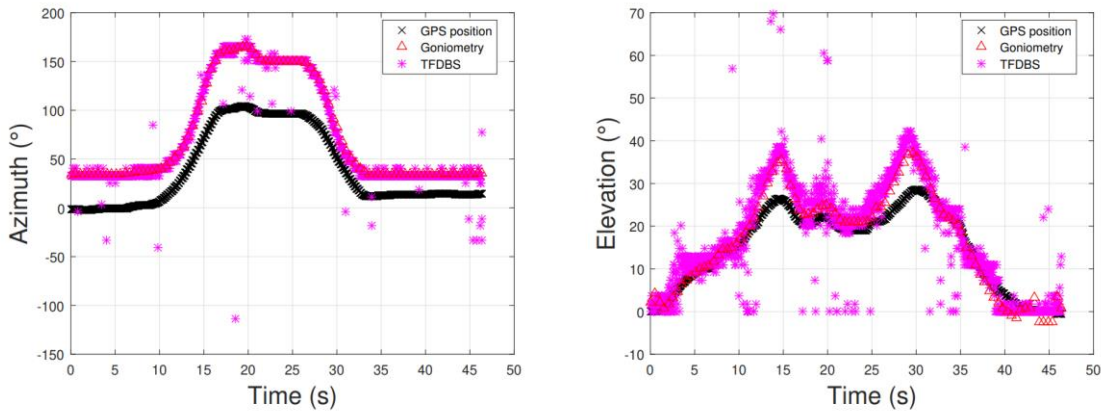 200
150
100
50
0
-50
-100
-150
0 5 10 15 20 25 30 35 40 45 50
Azimuth (°)
Time (s)
GPS position
Goniometry
TFDBS
70
60
50
40
30
20
10
0
-10
0 5 10 15 20 25 30 35 40 45 50
Elevation (°)
Time (s)
GPS position
Goniometry
TFDBS